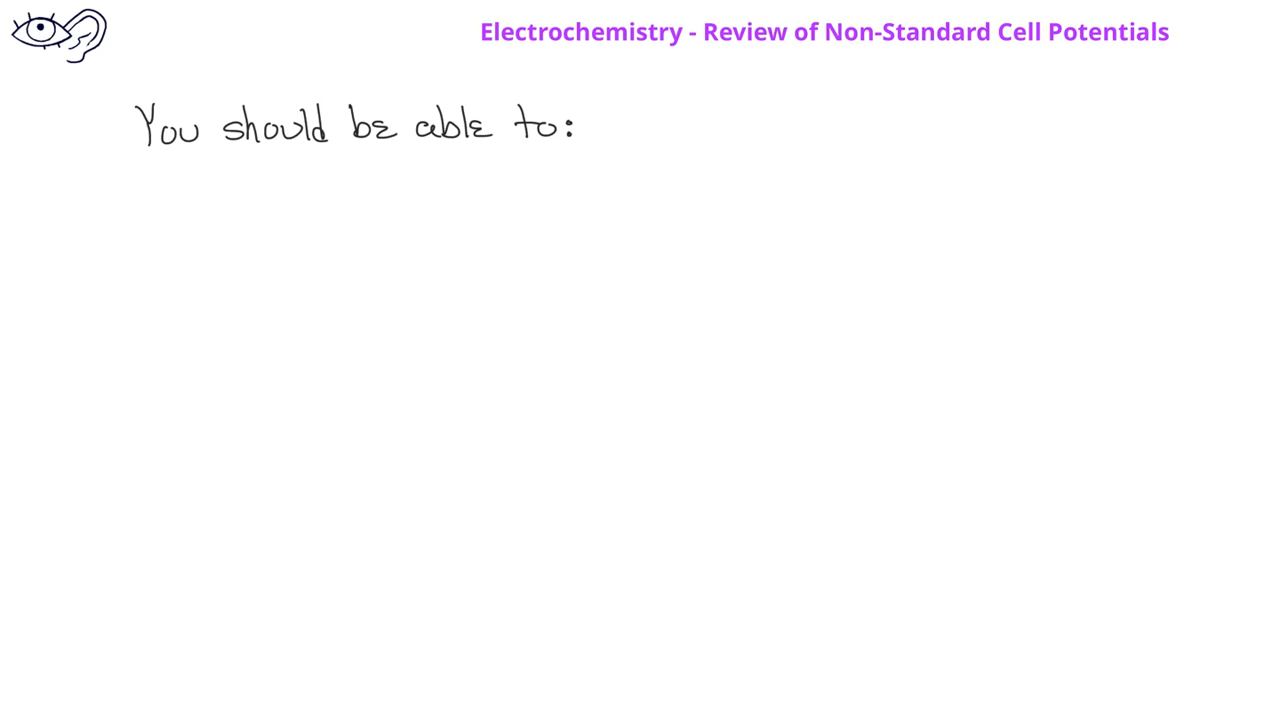 Electrochemistry - Review of Non-Standard Cell Potentials
You should be able to: